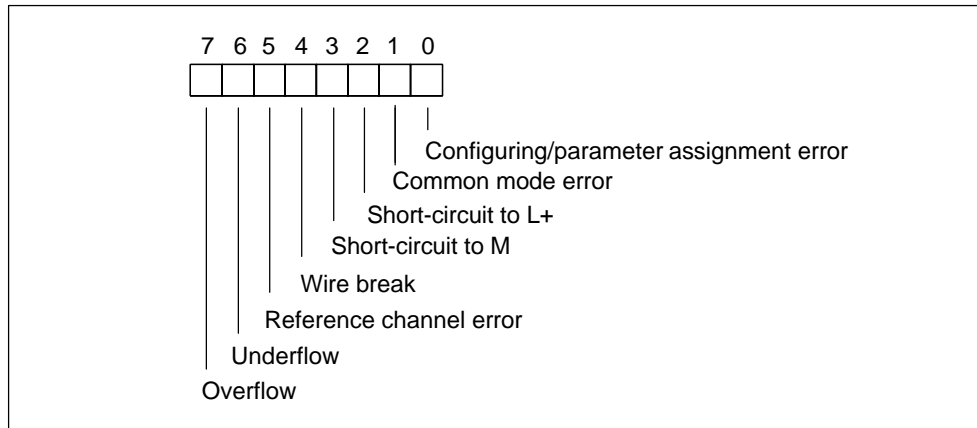 7 6 5 4 3 2 1 0
Configuring/parameter assignment error
Common mode error
Short-circuit to L+
Short-circuit to M
Wire break
Reference channel error
Underflow
Overflow